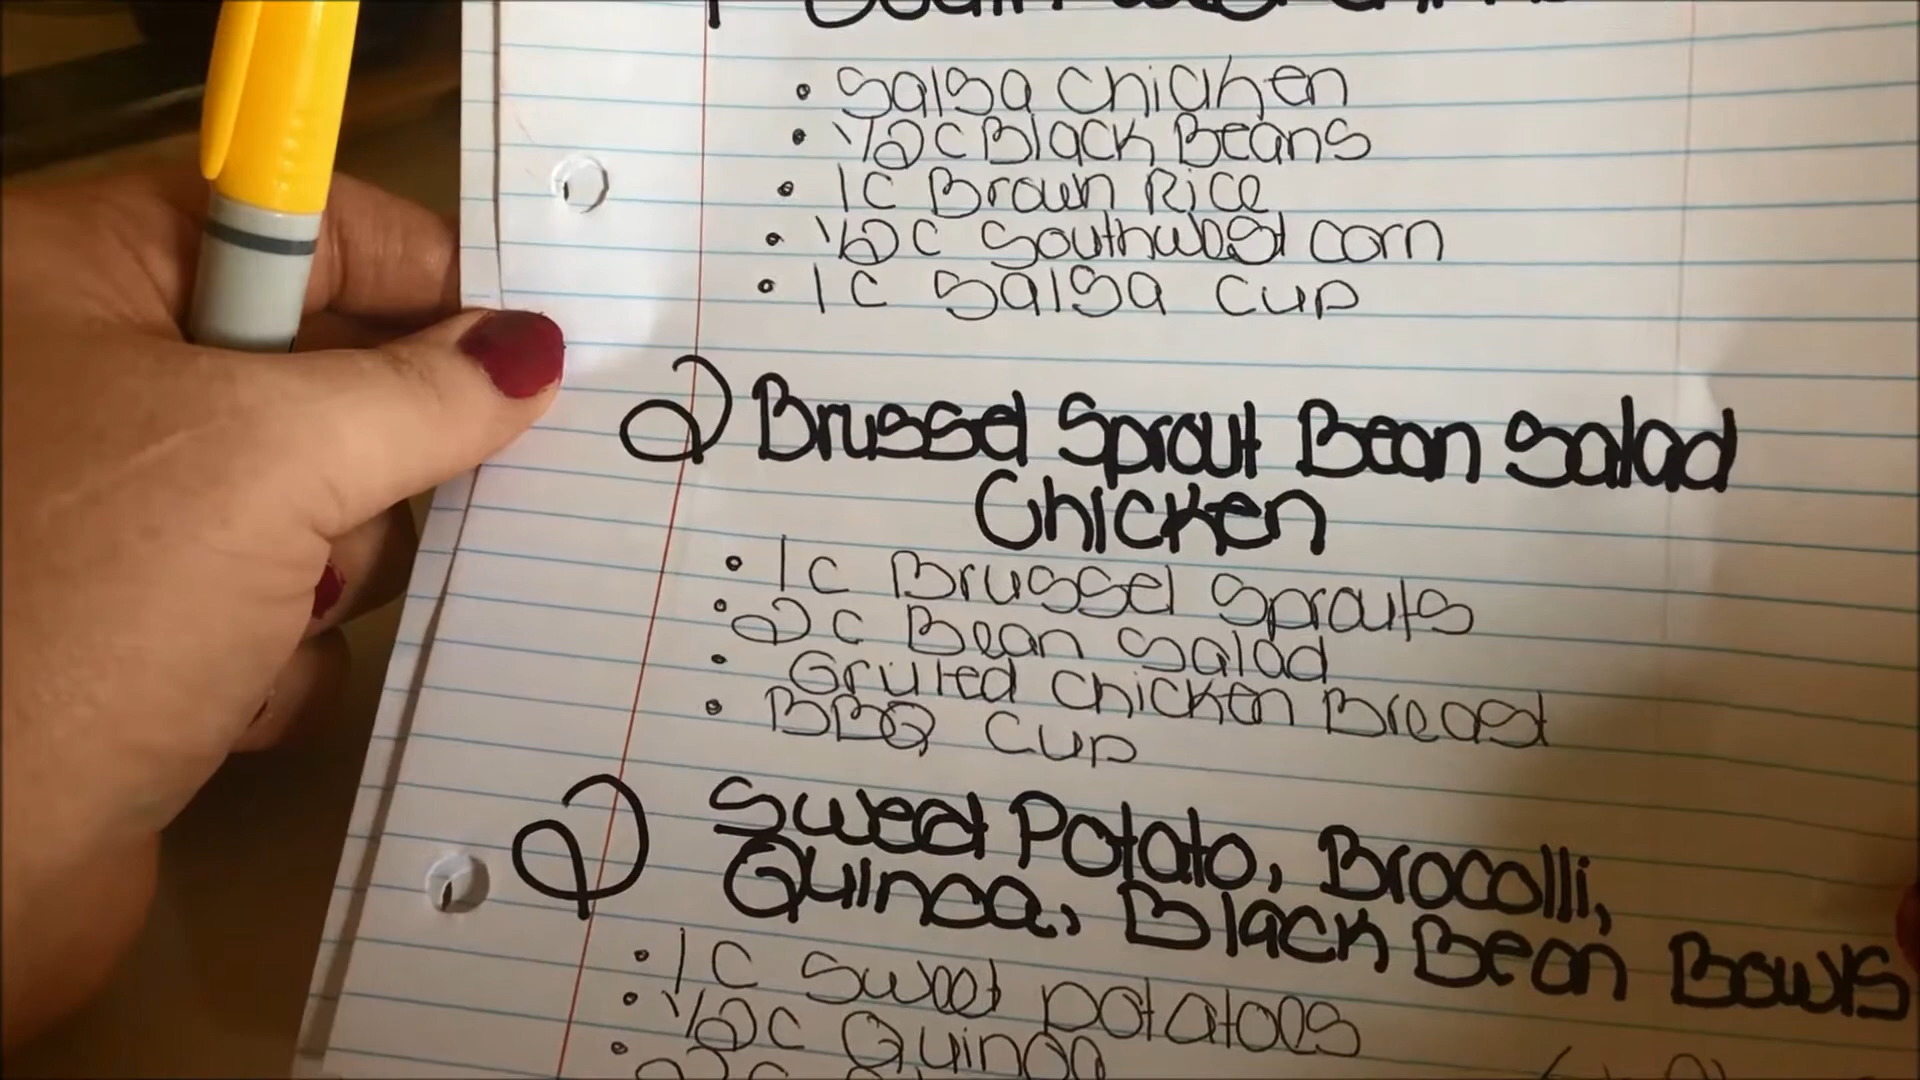 • Salsa Chicken
• 1/2 C Black Beans
• 1 C Brown Rice
• 1/2 C Southwest corn
• 1 C Salsa Cup
2 Brussel Sprout Bean Salad
Chicken
• 1 C Brussel Sprouts
• 2 C Bean Salad
• Grilled Chicken Breast
• BBQ Cup
2 Sweet Potato, Brocolli,
Quinoa, Black Bean Bowls
• 1 C Sweet potatoes
• 1/2 C Quinoa